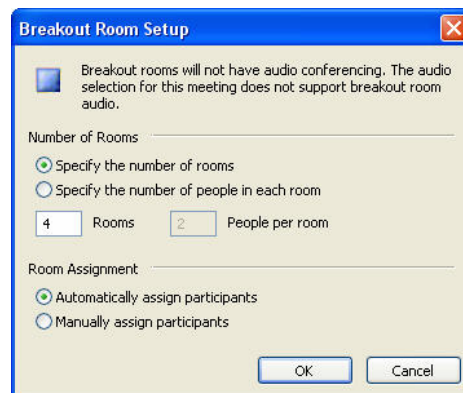 Breakout Room Setup
Breakout rooms will not have audio conferencing. The audio
selection for this meeting does not support breakout room
audio.
Number of Rooms
Specify the number of rooms
Specify the number of people in each room
4 Rooms 2 People per room
Room Assignment
Automatically assign participants
Manually assign participants
OK Cancel